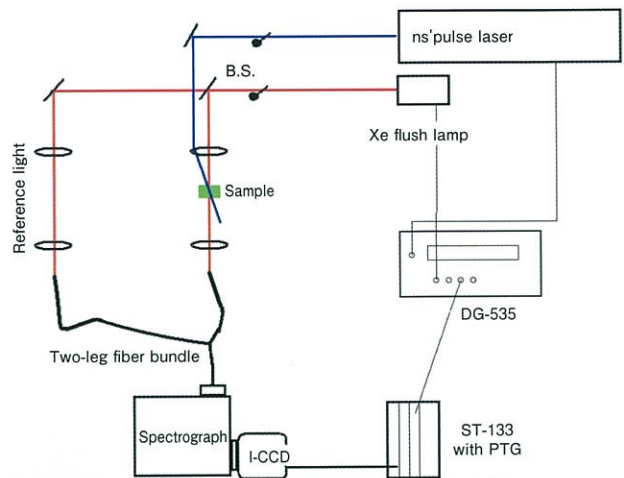 ns'pulse laser
B.S.
Xe flush lamp
Reference light
Sample
DG-535
Two-leg fiber bundle
Spectrograph
I-CCD
ST-133
with PTG